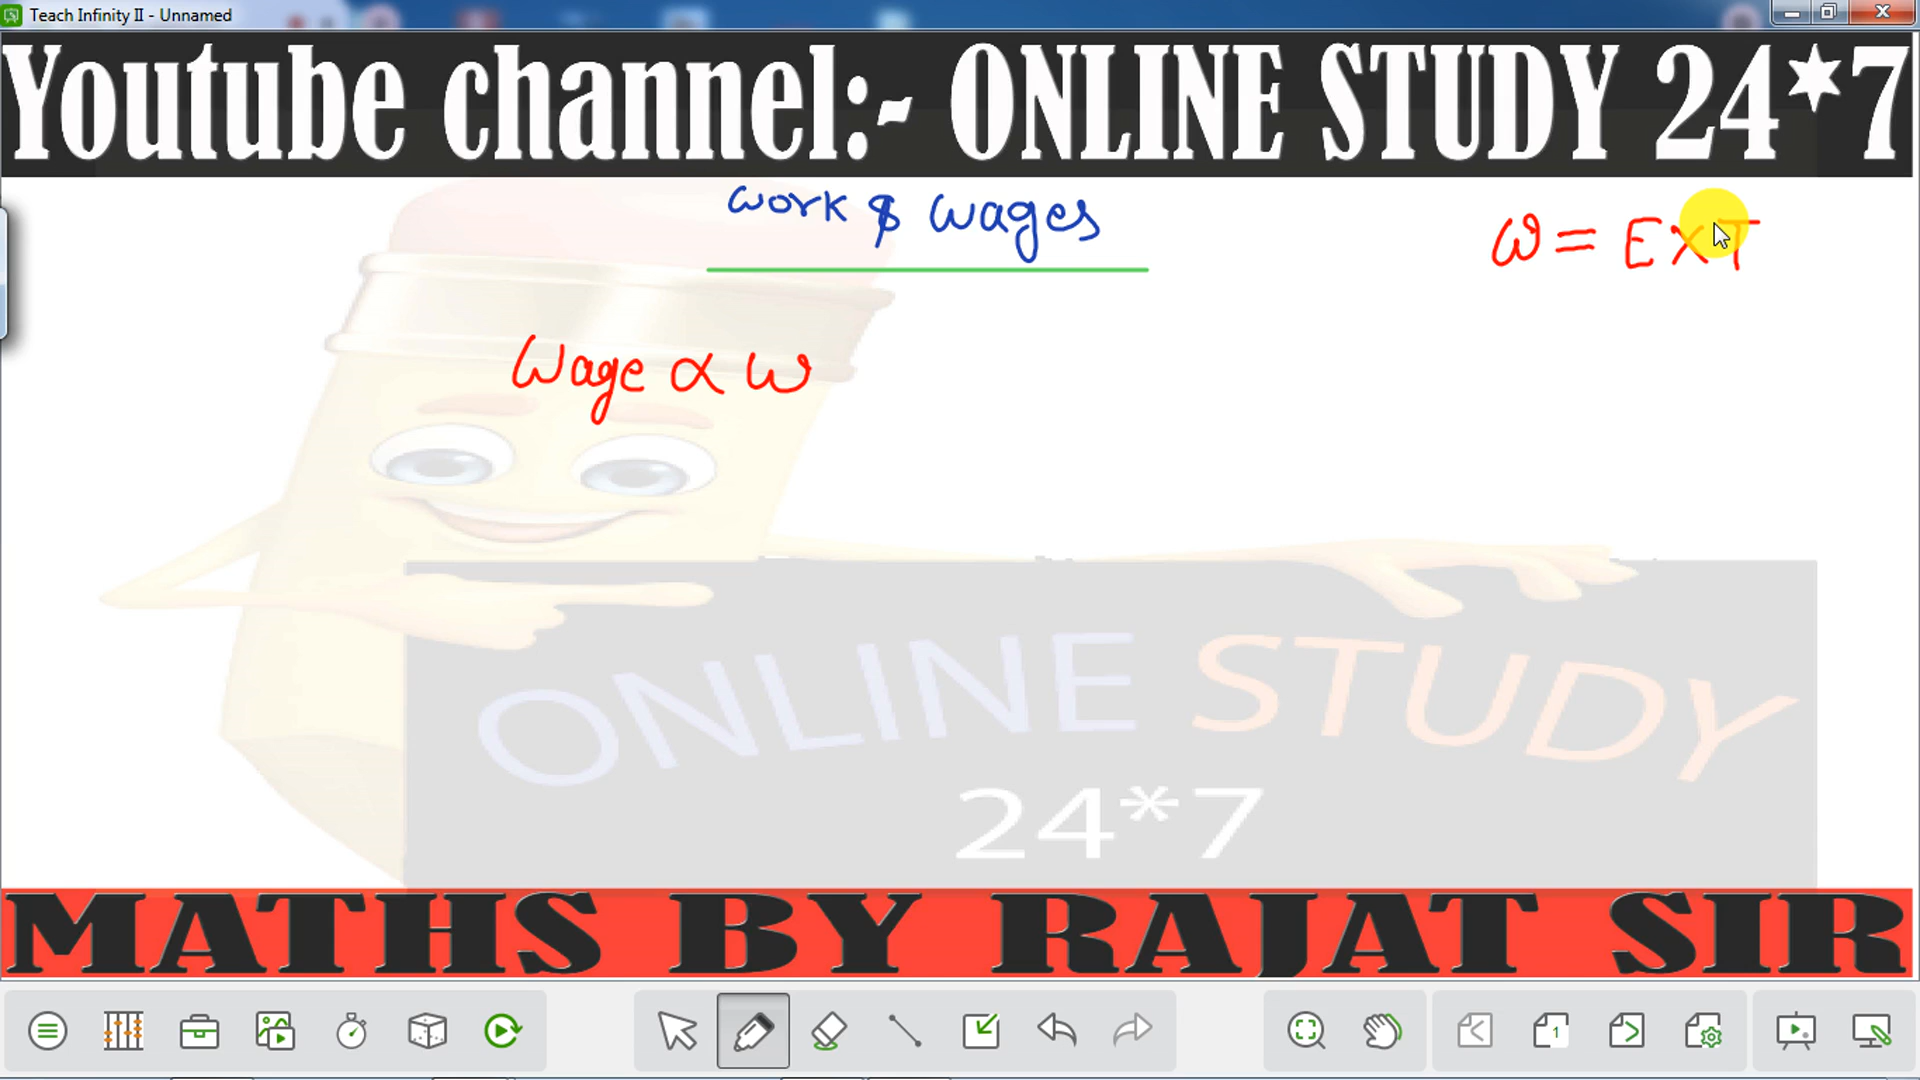 Teach Infinity II - Unnamed
Youtube channel:- ONLINE STUDY 24*7
Work & Wages
W = E×T
Wage ∝ W
ONLINE STUDY
24*7
MATHS BY RAJAT SIR
1